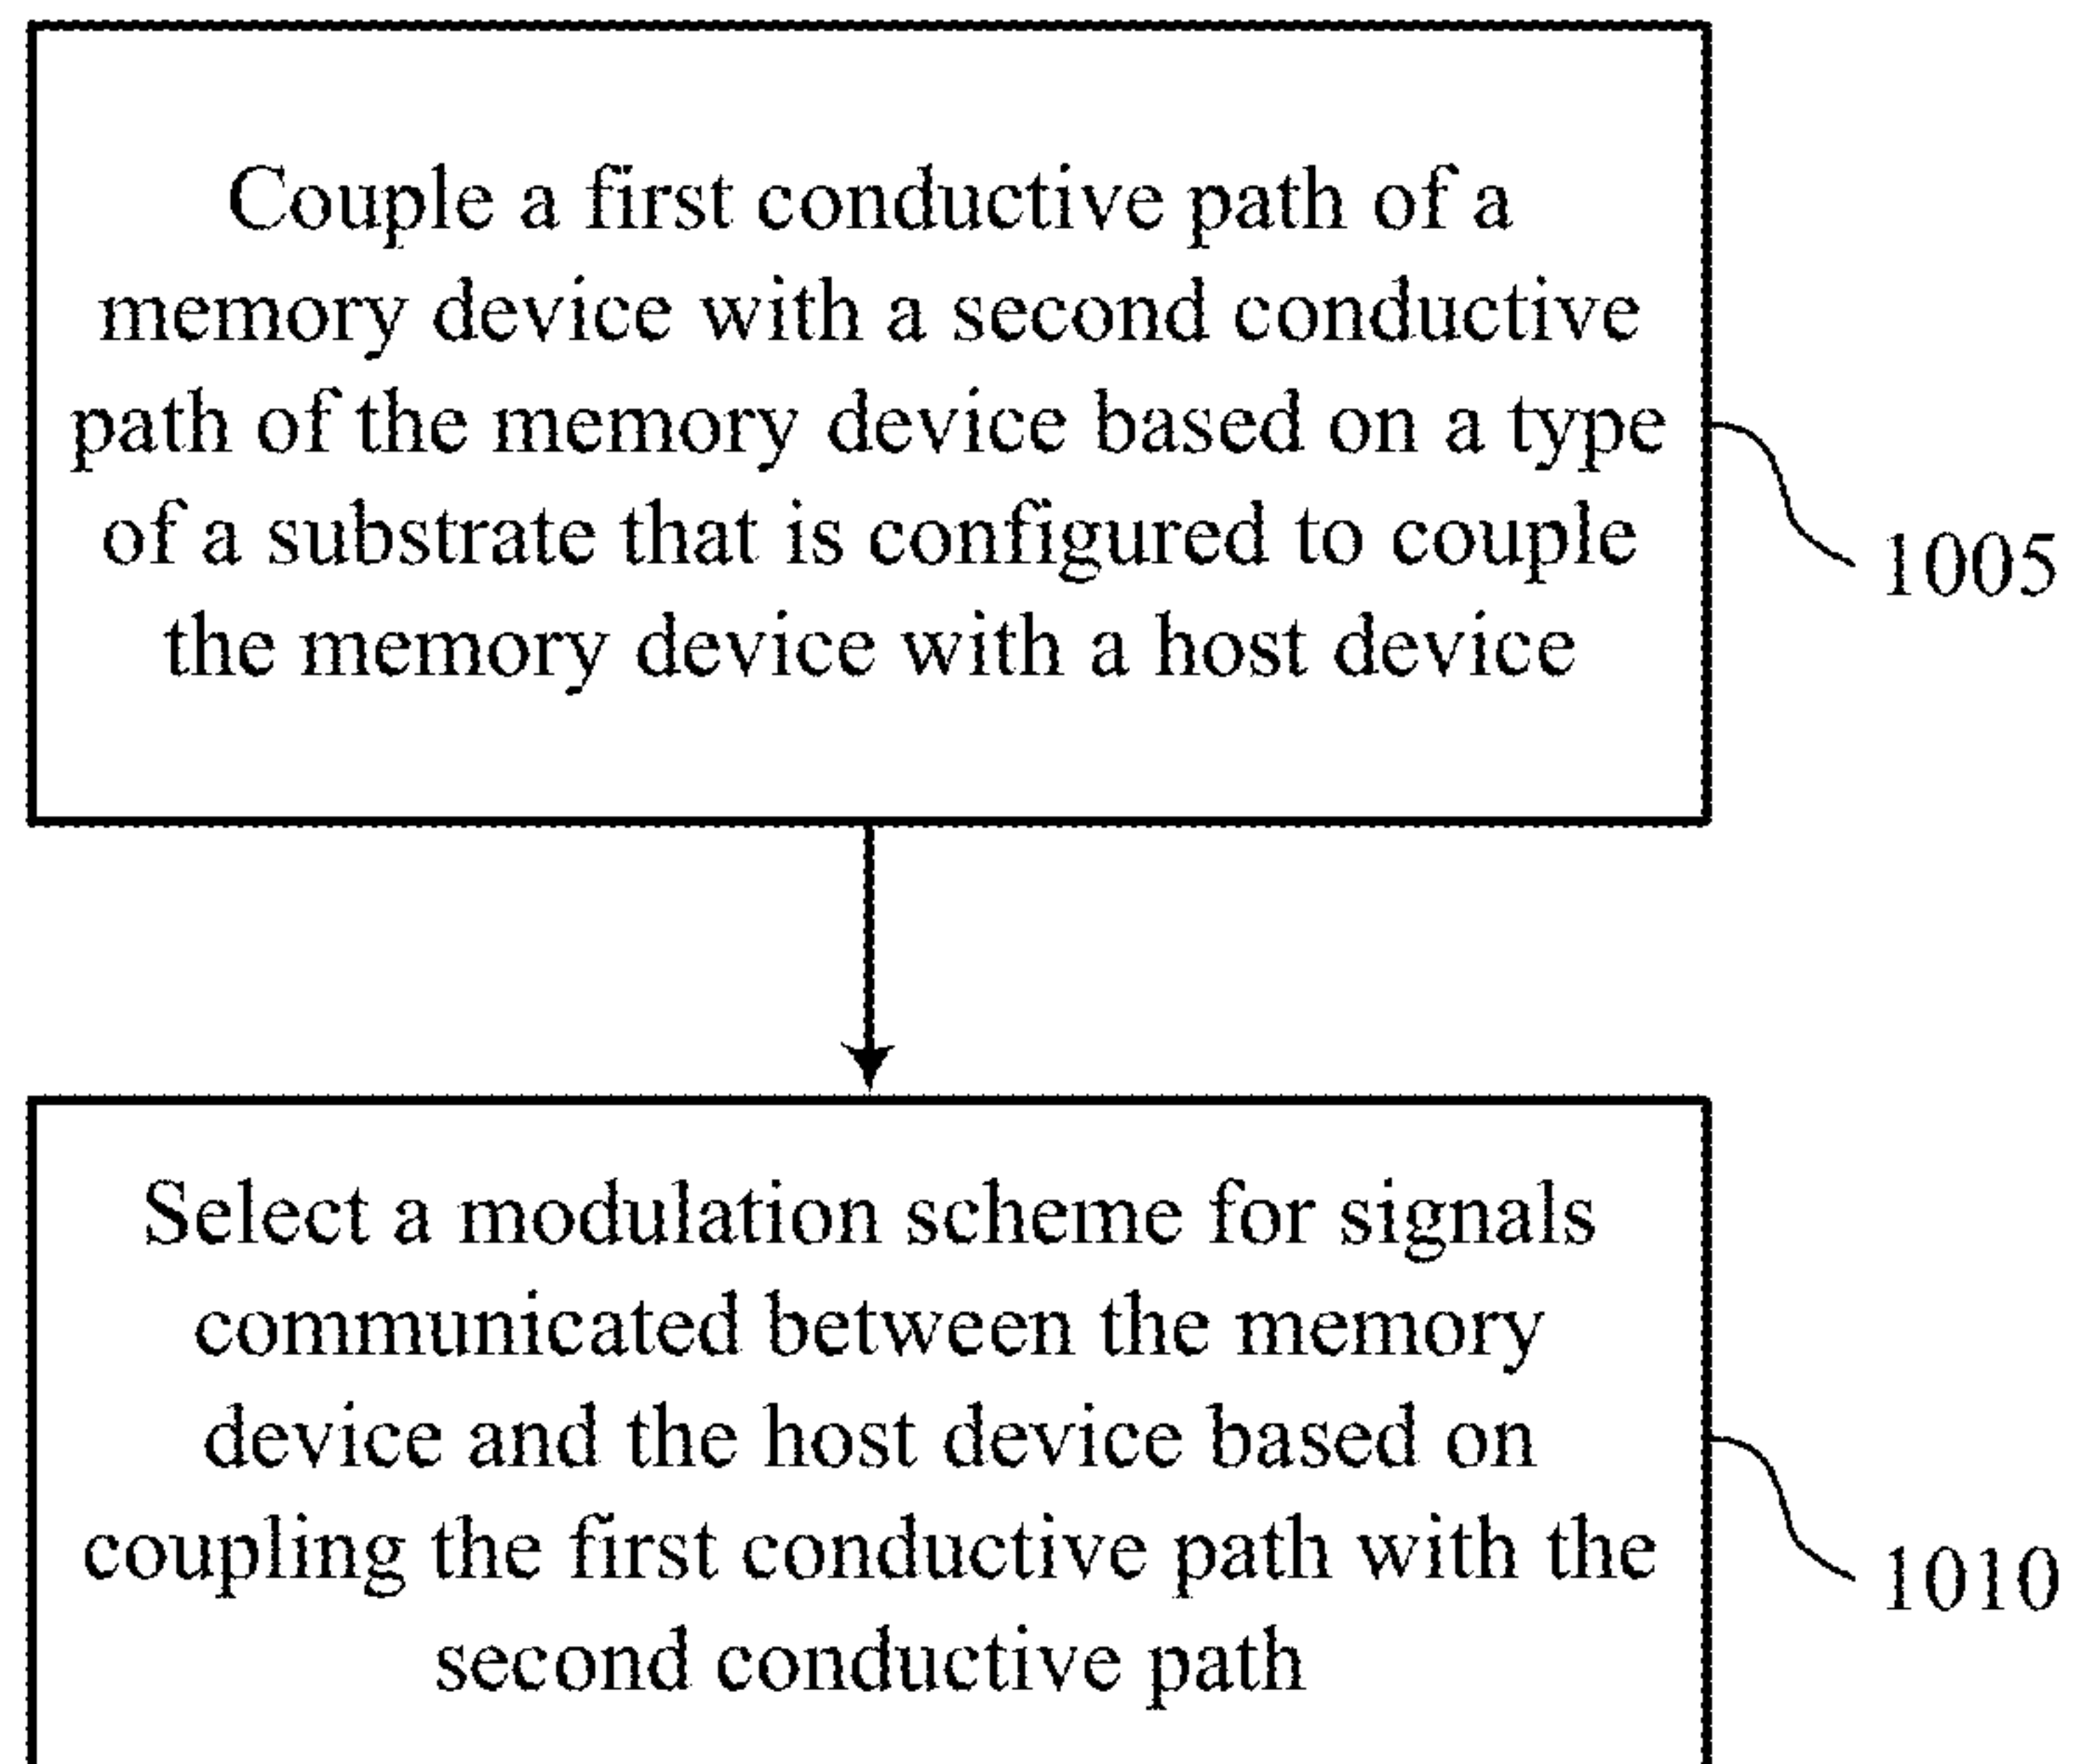 Couple a first conductive path of a
memory device with a second conductive
path of the memory device based on a type
of a substrate that is configured to couple
the memory device with a host device
1005
Select a modulation scheme for signals
communicated between the memory
device and the host device based on
coupling the first conductive path with the
second conductive path
1010